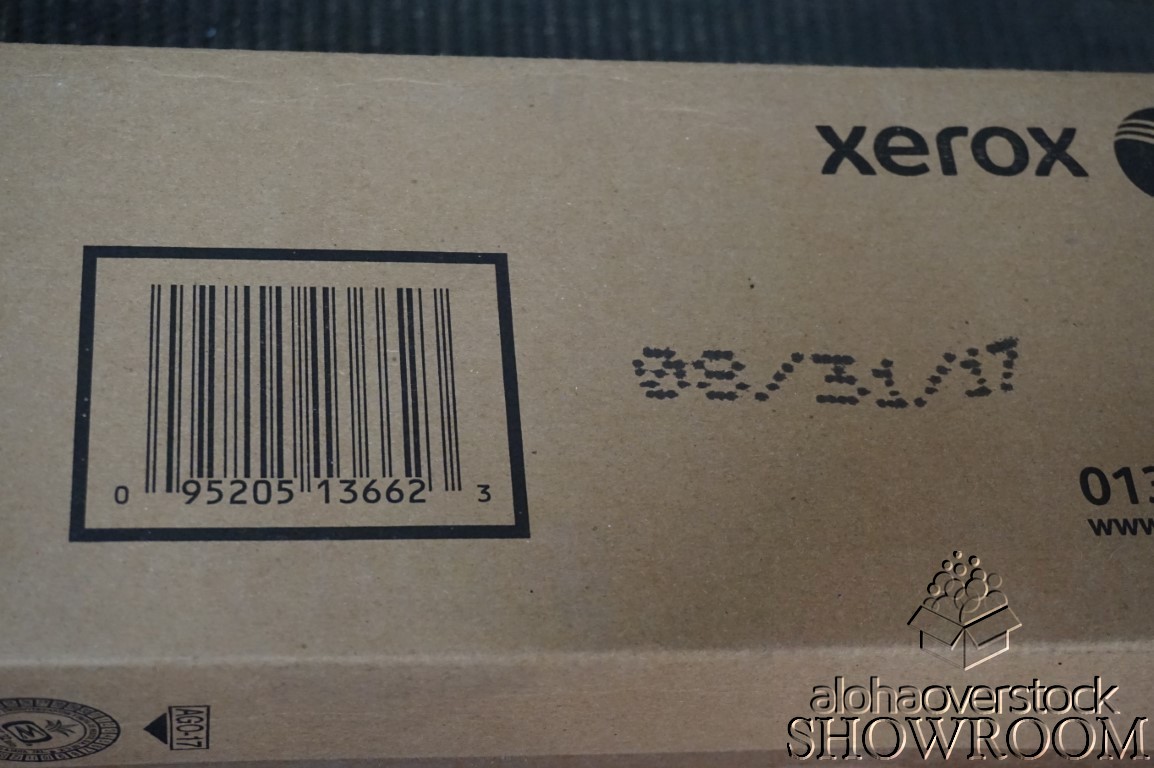 xerox
08/31/17
0 95205 13662 3
013
www.
AGO-17
alohaoverstock
SHOWROOM